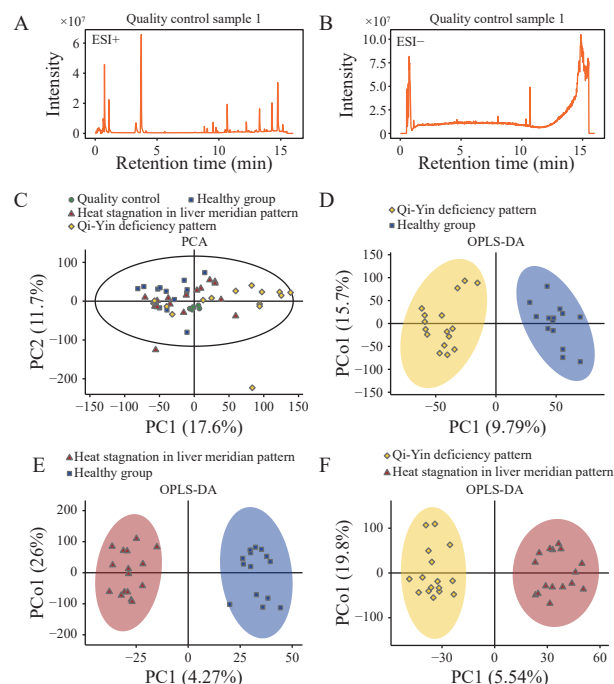 A
Quality control sample 1
×10⁷
ESI+
6
4
2
0
Intensity
0
5
10
15
Retention time (min)
B
Quality control sample 1
×10⁷
ESI−
10.0
7.5
5.0
2.5
0
Intensity
0
5
10
15
Retention time (min)
C
Quality control
Healthy group
Heat stagnation in liver meridian pattern
Qi-Yin deficiency pattern
PCA
100
0
−100
−200
PC2 (11.7%)
−150
−100
−50
0
50
100
150
PC1 (17.6%)
D
Qi-Yin deficiency pattern
Healthy group
OPLS-DA
150
100
50
0
−50
−100
−150
PCo1 (15.7%)
−50
0
50
PC1 (9.79%)
E
Heat stagnation in liver meridian pattern
Healthy group
OPLS-DA
200
100
0
−100
−200
PCo1 (26%)
−25
0
25
50
PC1 (4.27%)
F
Qi-Yin deficiency pattern
Heat stagnation in liver meridian pattern
OPLS-DA
100
0
−100
PCo1 (19.8%)
−30
0
30
60
PC1 (5.54%)